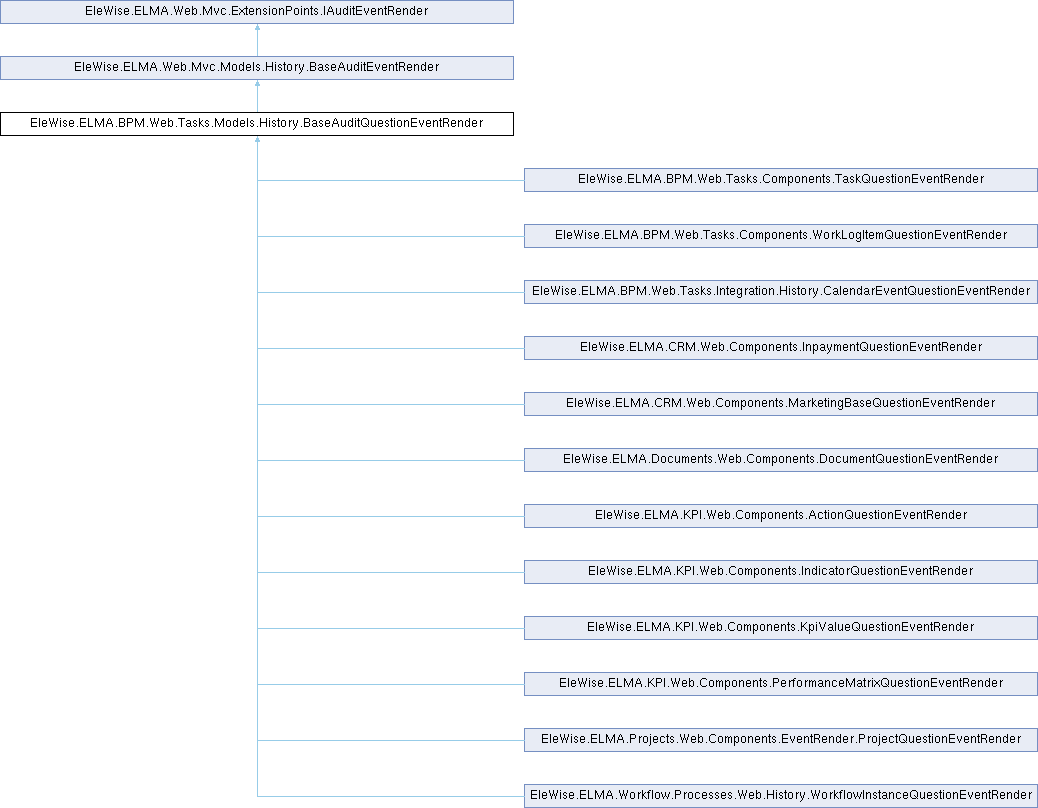 EleWise.ELMA.Web.Mvc.ExtensionPoints.IAuditEventRender
EleWise.ELMA.Web.Mvc.Models.History.BaseAuditEventRender
EleWise.ELMA.BPM.Web.Tasks.Models.History.BaseAuditQuestionEventRender
EleWise.ELMA.BPM.Web.Tasks.Components.TaskQuestionEventRender
EleWise.ELMA.BPM.Web.Tasks.Components.WorkLogItemQuestionEventRender
EleWise.ELMA.BPM.Web.Tasks.Integration.History.CalendarEventQuestionEventRender
EleWise.ELMA.CRM.Web.Components.InpaymentQuestionEventRender
EleWise.ELMA.CRM.Web.Components.MarketingBaseQuestionEventRender
EleWise.ELMA.Documents.Web.Components.DocumentQuestionEventRender
EleWise.ELMA.KPI.Web.Components.ActionQuestionEventRender
EleWise.ELMA.KPI.Web.Components.IndicatorQuestionEventRender
EleWise.ELMA.KPI.Web.Components.KpiValueQuestionEventRender
EleWise.ELMA.KPI.Web.Components.PerformanceMatrixQuestionEventRender
EleWise.ELMA.Projects.Web.Components.EventRender.ProjectQuestionEventRender
EleWise.ELMA.Workflow.Processes.Web.History.WorkflowInstanceQuestionEventRender